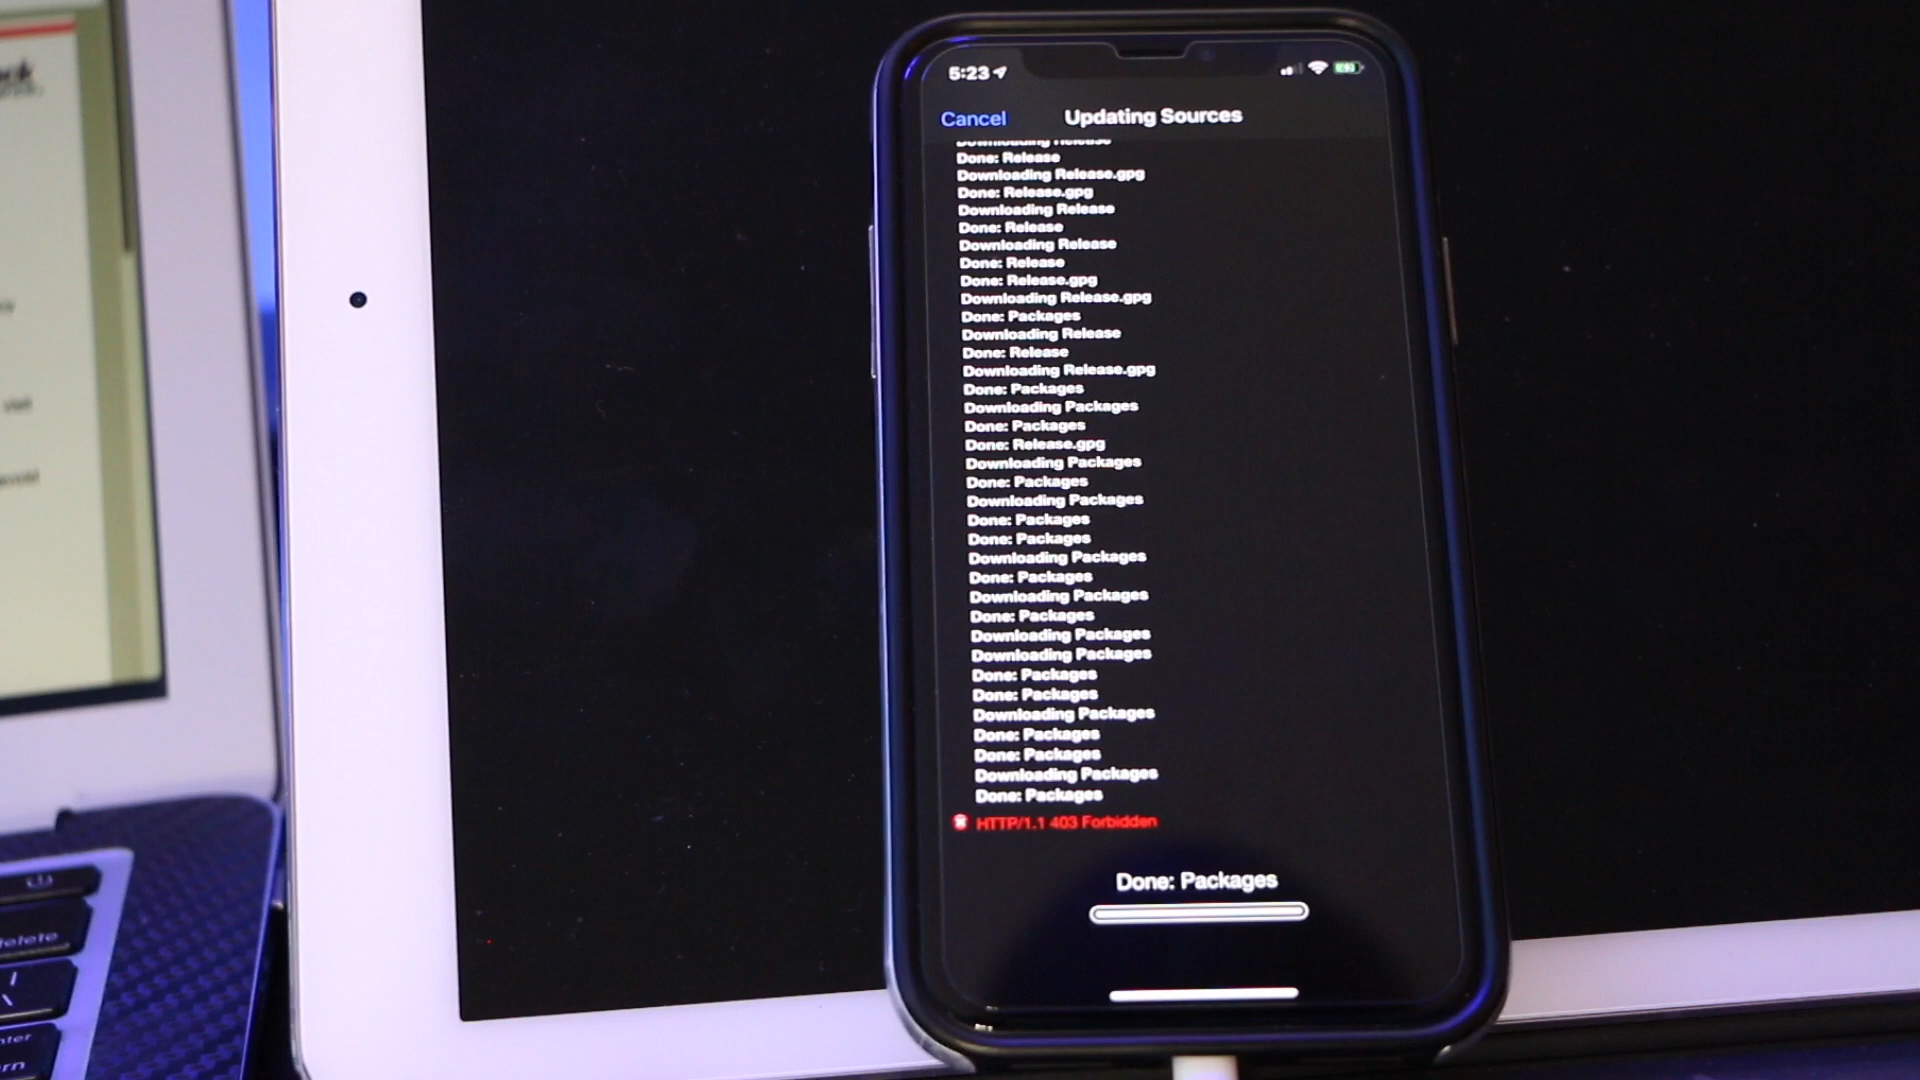 5:23
Cancel Updating Sources
Downloading Release
Done: Release
Downloading Release.gpg
Done: Release.gpg
Downloading Release
Done: Release
Downloading Release
Done: Release
Done: Release.gpg
Downloading Release.gpg
Done: Packages
Downloading Release
Done: Release
Downloading Release.gpg
Done: Packages
Downloading Packages
Done: Packages
Done: Release.gpg
Downloading Packages
Done: Packages
Downloading Packages
Done: Packages
Done: Packages
Downloading Packages
Done: Packages
Downloading Packages
Done: Packages
Downloading Packages
Downloading Packages
Done: Packages
Done: Packages
Downloading Packages
Done: Packages
Done: Packages
Downloading Packages
Done: Packages
HTTP/1.1 403 Forbidden
Done: Packages
delete